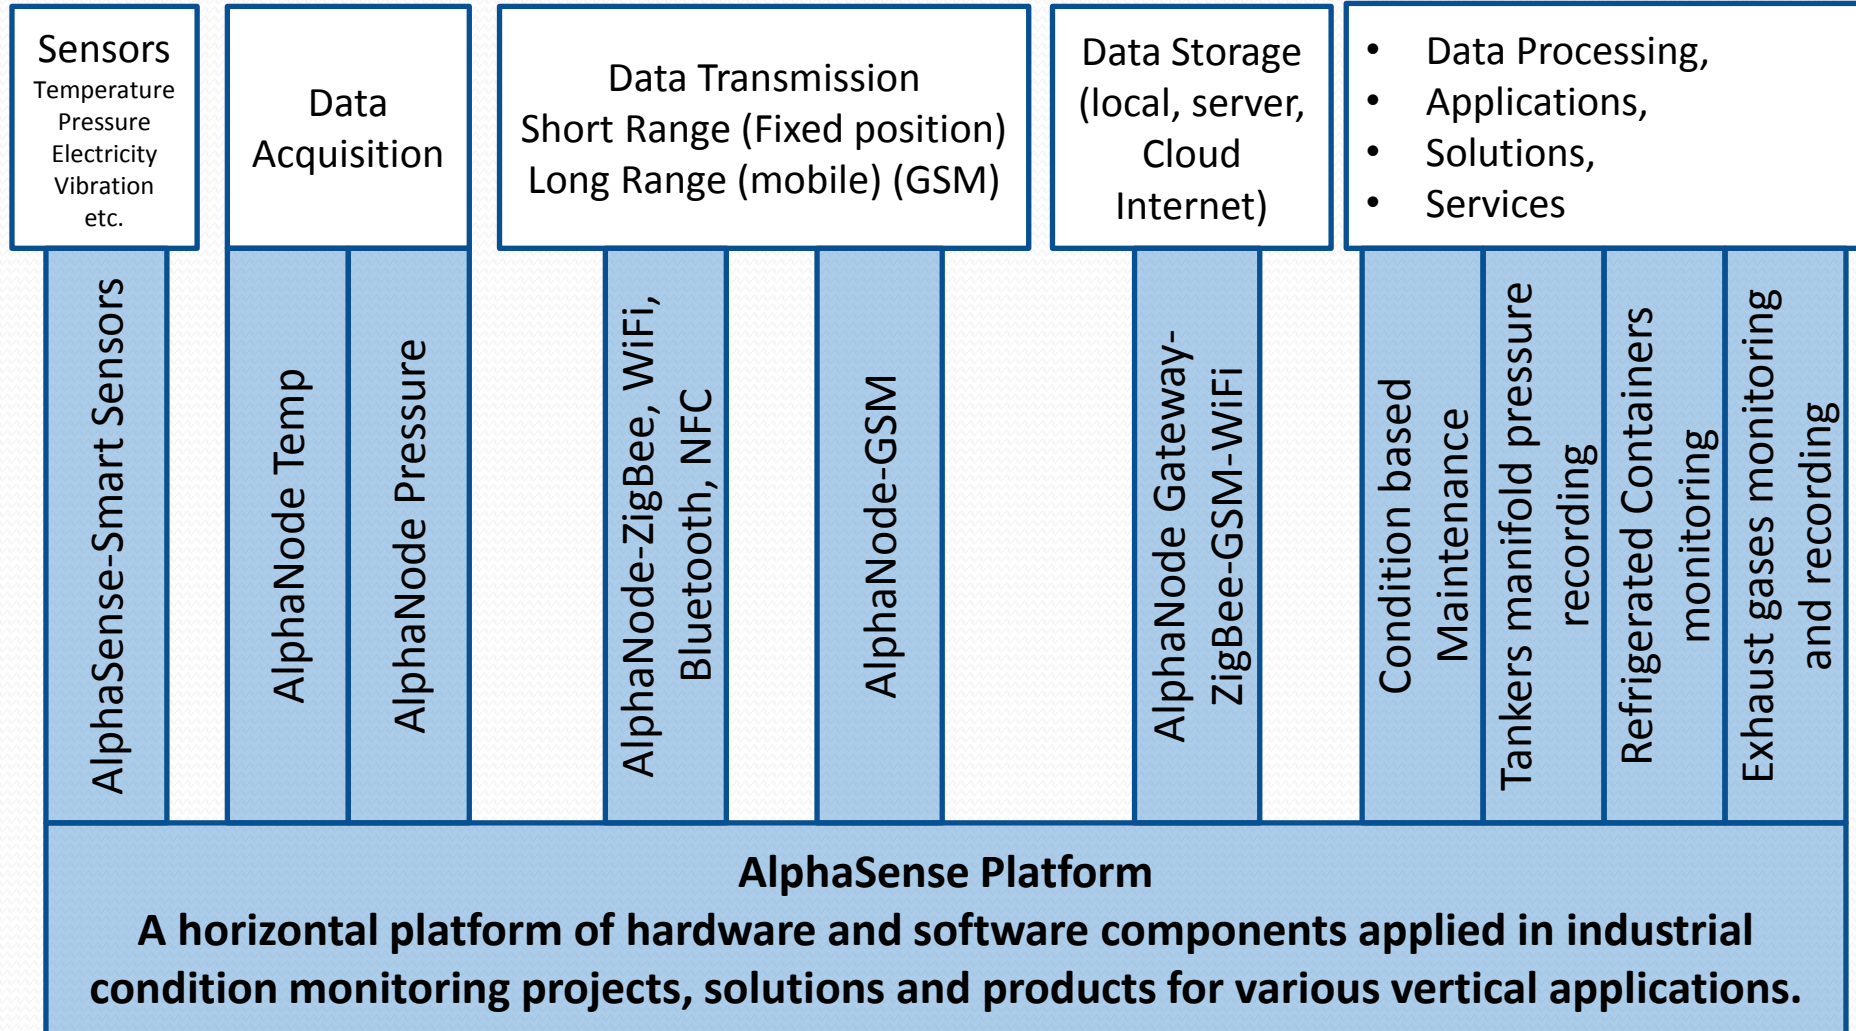 Sensors
Temperature
Pressure
Electricity
Vibration
etc.
Data
Acquisition
Data Transmission
Short Range (Fixed position)
Long Range (mobile) (GSM)
Data Storage
(local, server,
Cloud
Internet)
• Data Processing,
• Applications,
• Solutions,
• Services
AlphaSense-Smart Sensors
AlphaNode Temp
AlphaNode Pressure
AlphaNode-ZigBee, WiFi,
Bluetooth, NFC
AlphaNode-GSM
AlphaNode Gateway-
ZigBee-GSM-WiFi
Condition based
Maintenance
Tankers manifold pressure
recording
Refrigerated Containers
monitoring
Exhaust gases monitoring
and recording
AlphaSense Platform
A horizontal platform of hardware and software components applied in industrial
condition monitoring projects, solutions and products for various vertical applications.